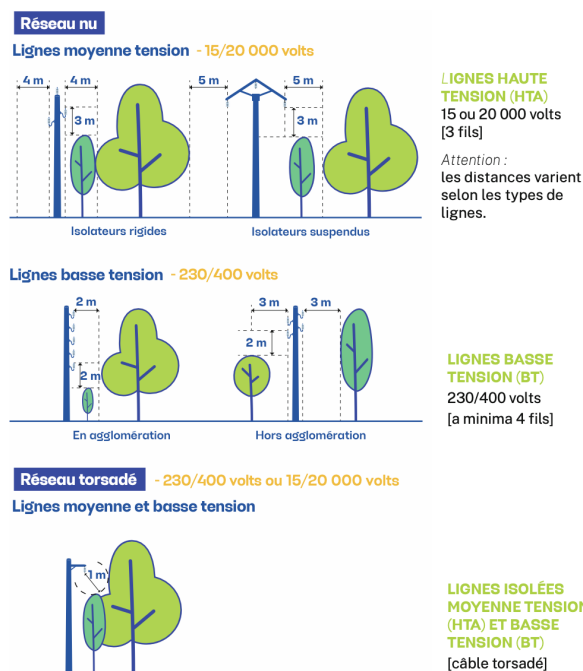 Réseau nu
Lignes moyenne tension - 15/20 000 volts
4 m
4 m
3 m
5 m
5 m
3 m
Isolateurs rigides
Isolateurs suspendus
LIGNES HAUTE
TENSION (HTA)
15 ou 20 000 volts
[3 fils]
Attention :
les distances varient
selon les types de
lignes.
Lignes basse tension - 230/400 volts
2 m
2 m
3 m
3 m
2 m
En agglomération
Hors agglomération
LIGNES BASSE
TENSION (BT)
230/400 volts
[a minima 4 fils]
Réseau torsadé - 230/400 volts ou 15/20 000 volts
Lignes moyenne et basse tension
1 m
LIGNES ISOLÉES
MOYENNE TENSION
(HTA) ET BASSE
TENSION (BT)
[câble torsadé]